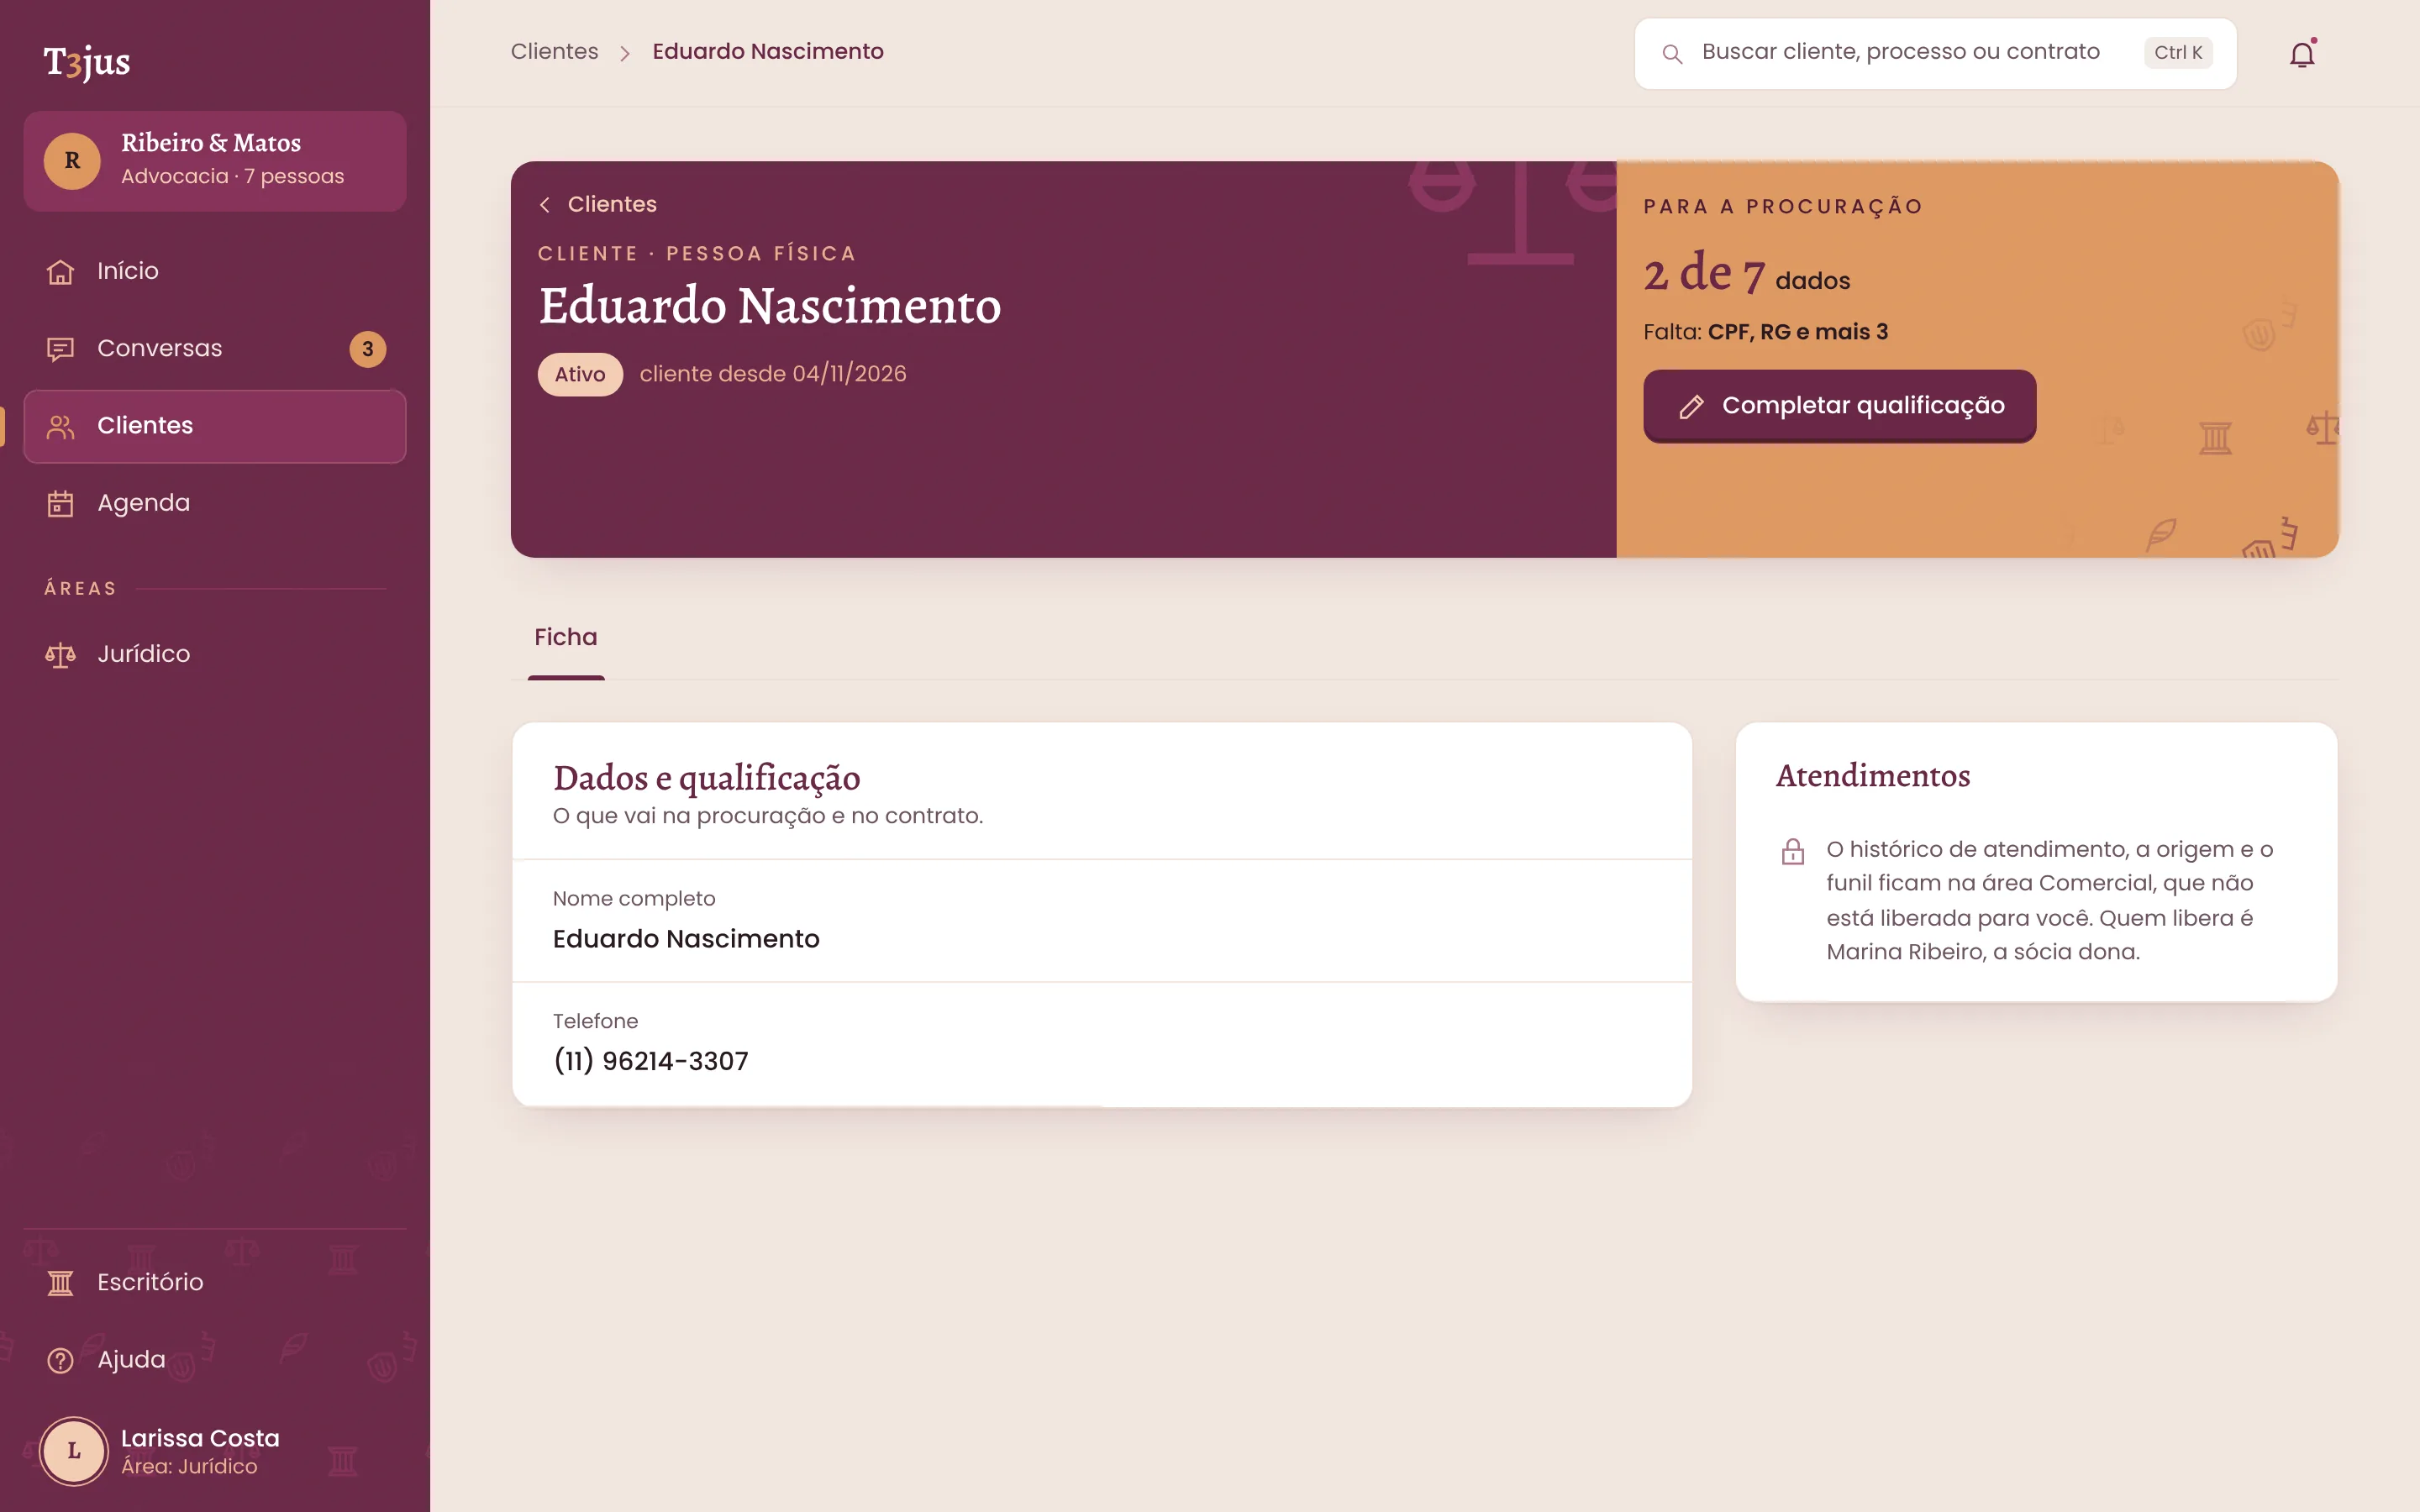 T3jus
R
Ribeiro & Matos
Advocacia · 7 pessoas
Início
Conversas
3
Clientes
Agenda
ÁREAS
Jurídico
Escritório
Ajuda
L
Larissa Costa
Área: Jurídico
Clientes
Eduardo Nascimento
Buscar cliente, processo ou contrato
Ctrl K
Clientes
CLIENTE · PESSOA FÍSICA
Eduardo Nascimento
Ativo
cliente desde 04/11/2026
PARA A PROCURAÇÃO
2 de 7 dados
Falta: CPF, RG e mais 3
Completar qualificação
Ficha
Dados e qualificação
O que vai na procuração e no contrato.
Nome completo
Eduardo Nascimento
Telefone
(11) 96214-3307
Atendimentos
O histórico de atendimento, a origem e o
funil ficam na área Comercial, que não
está liberada para você. Quem libera é
Marina Ribeiro, a sócia dona.